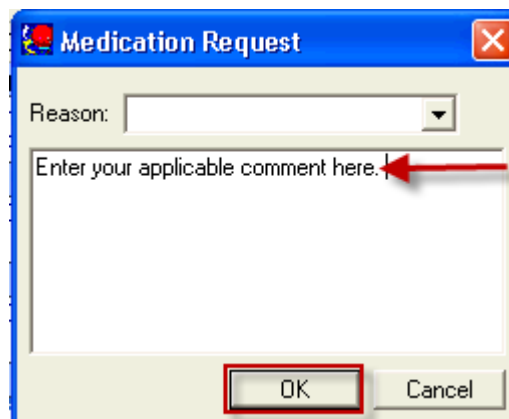 Medication Request
Reason:
Enter your applicable comment here.
OK Cancel